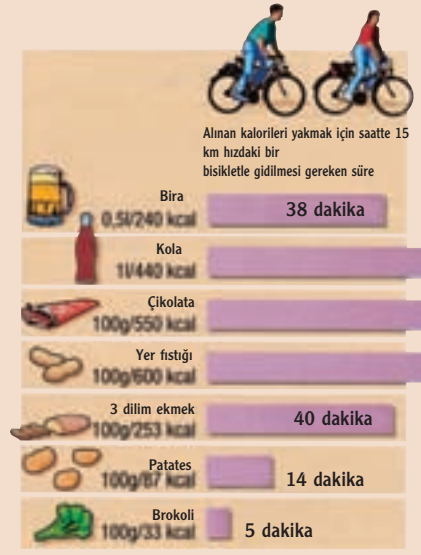 Alınan kalorileri yakmak için saatte 15
km hızdaki bir
bisikletle gidilmesi gereken süre
Bira
0,5l/240 kcal
38 dakika
Kola
1l/440 kcal
Çikolata
100g/550 kcal
Yer fıstığı
100g/600 kcal
3 dilim ekmek
100g/253 kcal
40 dakika
Patates
100g/87 kcal
14 dakika
Brokoli
100g/33 kcal
5 dakika